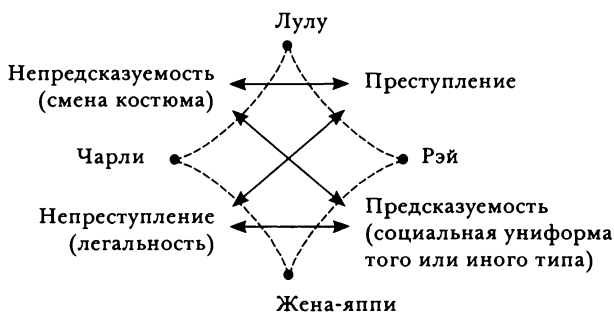 Лулу
Непредсказуемость
(смена костюма)
Преступление
Чарли
Рэй
Непреступление
(легальность)
Предсказуемость
(социальная униформа
того или иного типа)
Жена-яппи